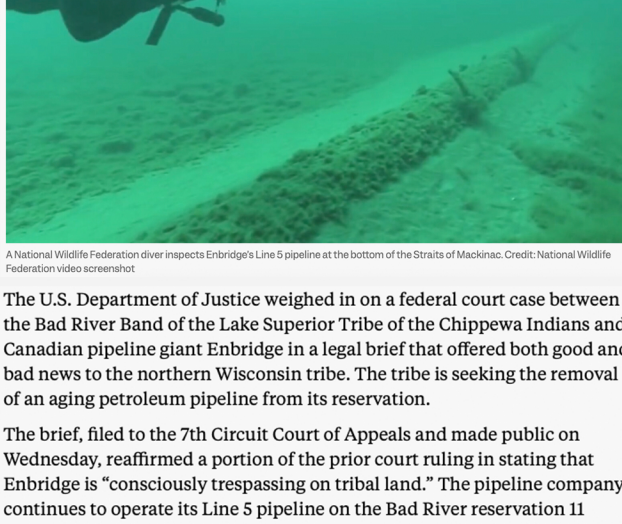 A National Wildlife Federation diver inspects Enbridge's Line 5 pipeline at the bottom of the Straits of Mackinac. Credit: National Wildlife
Federation video screenshot
The U.S. Department of Justice weighed in on a federal court case between
the Bad River Band of the Lake Superior Tribe of the Chippewa Indians and
Canadian pipeline giant Enbridge in a legal brief that offered both good and
bad news to the northern Wisconsin tribe. The tribe is seeking the removal
of an aging petroleum pipeline from its reservation.
The brief, filed to the 7th Circuit Court of Appeals and made public on
Wednesday, reaffirmed a portion of the prior court ruling in stating that
Enbridge is “consciously trespassing on tribal land.” The pipeline company
continues to operate its Line 5 pipeline on the Bad River reservation 11